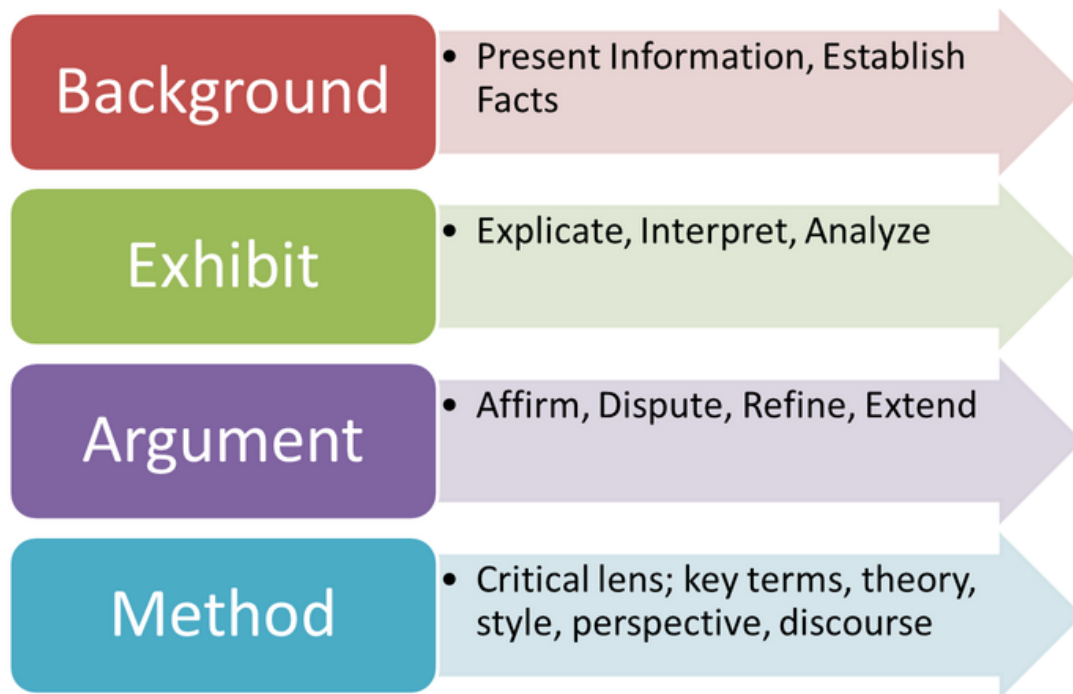 Background
• Present Information, Establish
Facts
Exhibit
• Explicate, Interpret, Analyze
Argument
• Affirm, Dispute, Refine, Extend
Method
• Critical lens; key terms, theory,
style, perspective, discourse